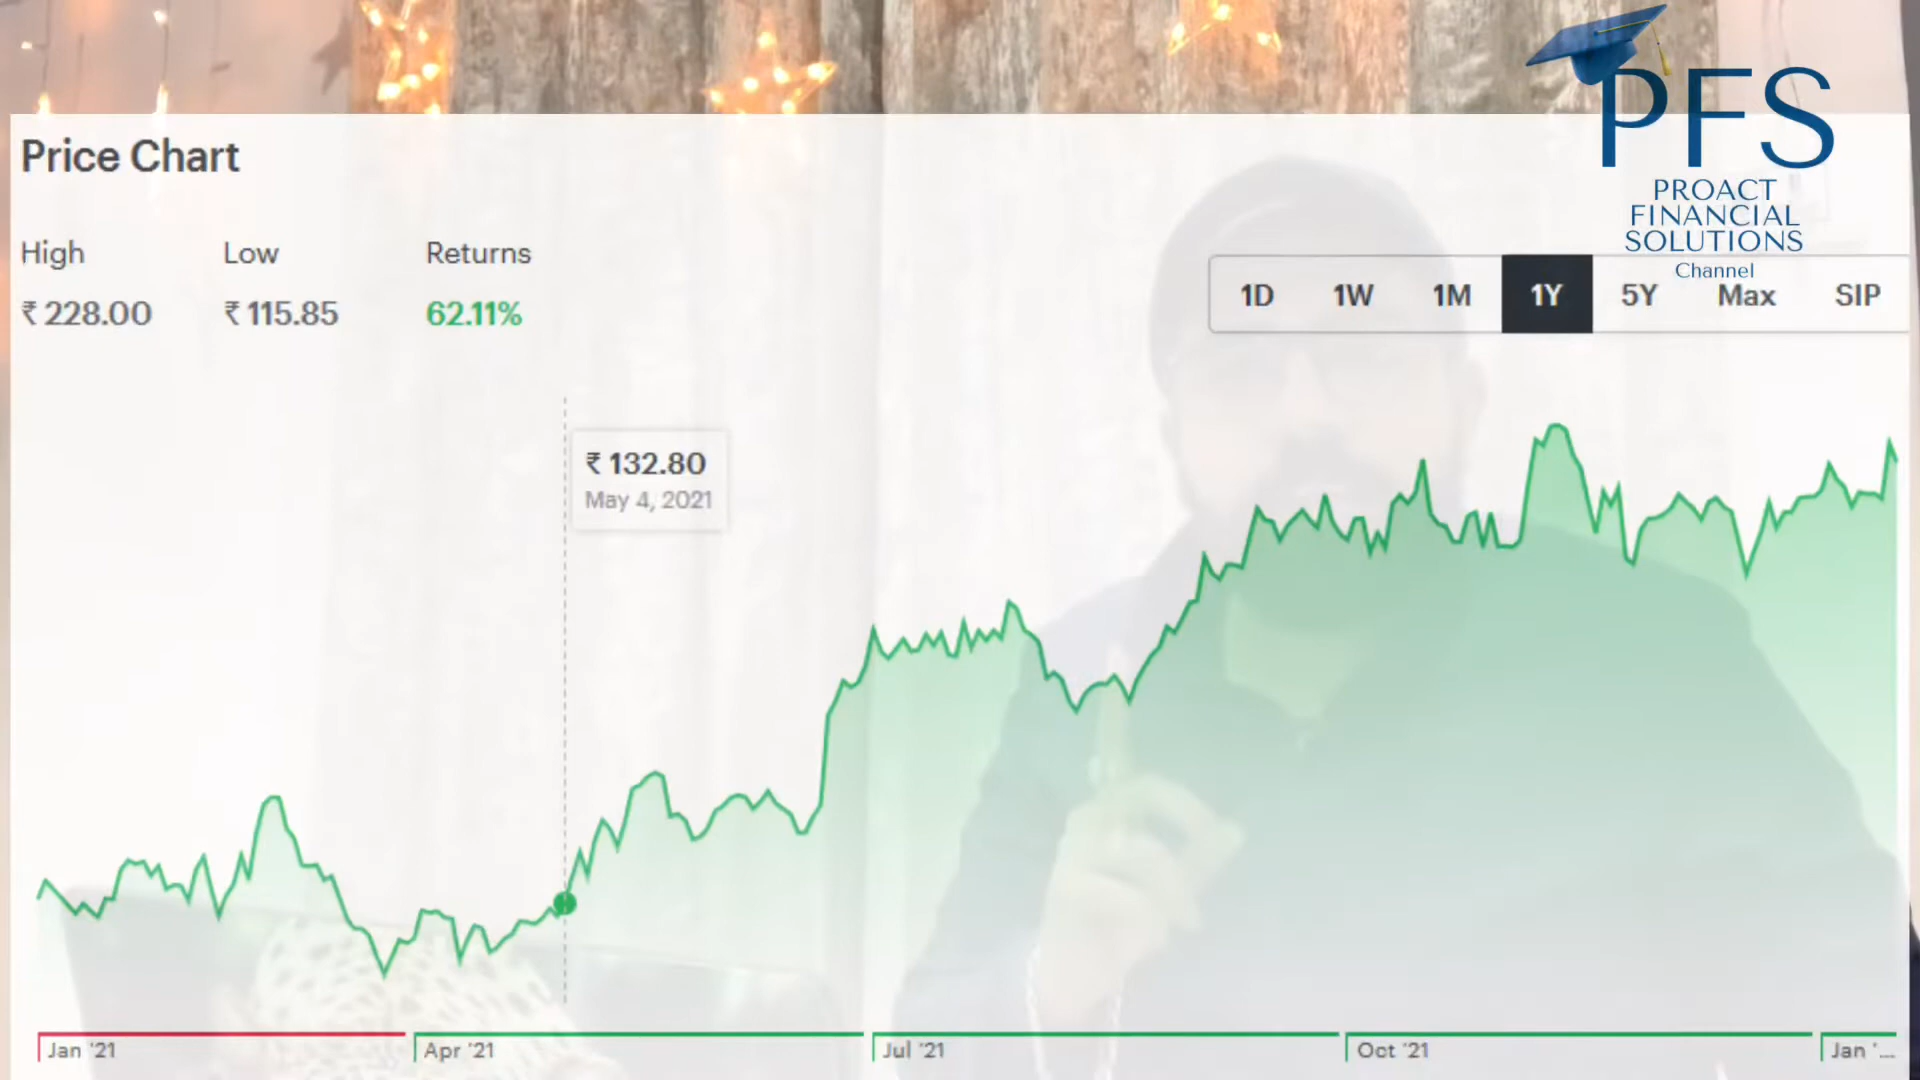 PFS
PROACT
FINANCIAL
SOLUTIONS
Channel
Price Chart
High
Low
Returns
₹ 228.00
₹ 115.85
62.11%
1D
1W
1M
1Y
5Y
Max
SIP
₹ 132.80
May 4, 2021
Jan '21
Apr '21
Jul '21
Oct '21
Jan '...